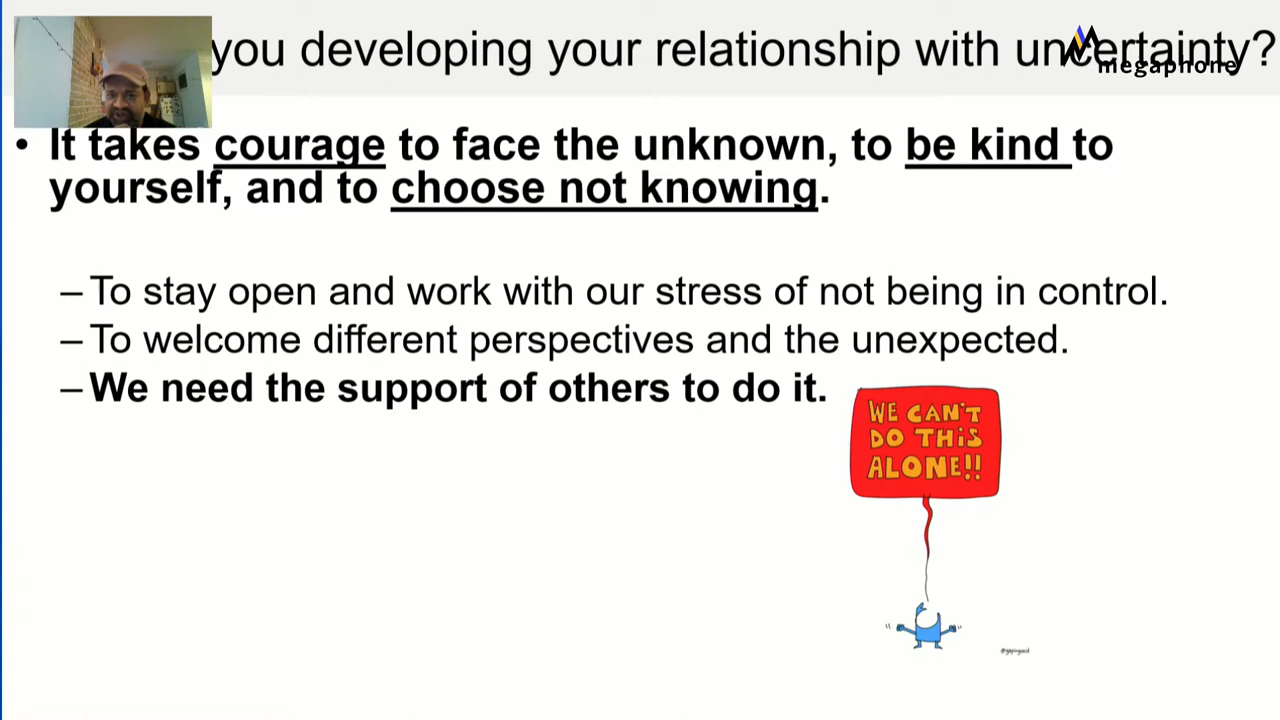 you developing your relationship with uncertainty?
megaphone
• It takes courage to face the unknown, to be kind to
yourself, and to choose not knowing.
– To stay open and work with our stress of not being in control.
– To welcome different perspectives and the unexpected.
– We need the support of others to do it.
WE CAN'T
DO THiS
ALONE!!